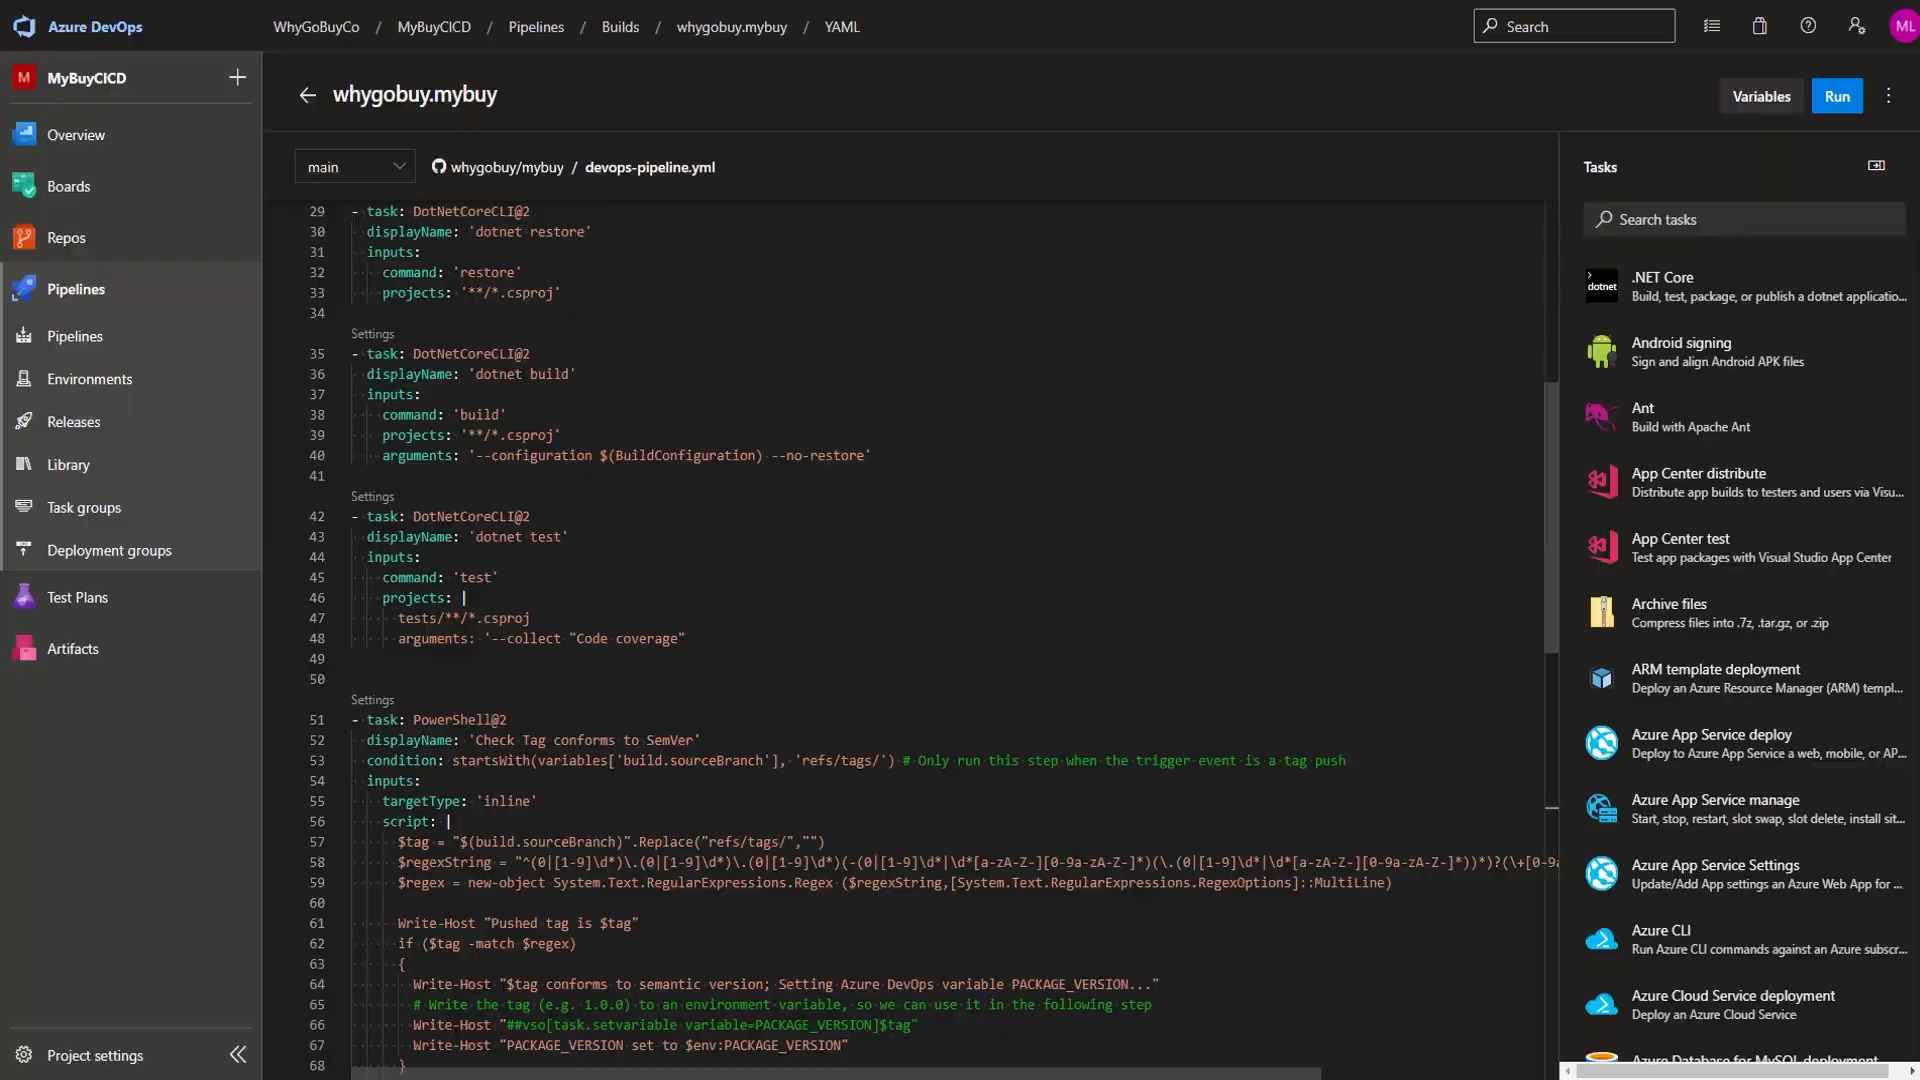 Azure DevOps
WhyGoBuyCo / MyBuyCICD / Pipelines / Builds / whygobuy.mybuy / YAML
Search
ML
M MyBuyCICD
Overview
Boards
Repos
Pipelines
Pipelines
Environments
Releases
Library
Task groups
Deployment groups
Test Plans
Artifacts
Project settings
whygobuy.mybuy
Variables
Run
main
whygobuy/mybuy / devops-pipeline.yml
29 - task: DotNetCoreCLI@2
30 displayName: 'dotnet restore'
31 inputs:
32 command: 'restore'
33 projects: '**/*.csproj'
34
Settings
35 - task: DotNetCoreCLI@2
36 displayName: 'dotnet build'
37 inputs:
38 command: 'build'
39 projects: '**/*.csproj'
40 arguments: '--configuration $(BuildConfiguration) --no-restore'
41
Settings
42 - task: DotNetCoreCLI@2
43 displayName: 'dotnet test'
44 inputs:
45 command: 'test'
46 projects: |
47 tests/**/*.csproj
48 arguments: '--collect "Code coverage"
49
50
Settings
51 - task: PowerShell@2
52 displayName: 'Check Tag conforms to SemVer'
53 condition: startsWith(variables['build.sourceBranch'], 'refs/tags/') # Only run this step when the trigger event is a tag push
54 inputs:
55 targetType: 'inline'
56 script: |
57 $tag = "$(build.sourceBranch)".Replace("refs/tags/","")
58 $regexString = "^(0|[1-9]\d*)\.(0|[1-9]\d*)\.(0|[1-9]\d*)(-(0|[1-9]\d*|\d*[a-zA-Z-][0-9a-zA-Z-]*)(\.(0|[1-9]\d*|\d*[a-zA-Z-][0-9a-zA-Z-]*))*)?(\+[0-9a
59 $regex = new-object System.Text.RegularExpressions.Regex ($regexString,[System.Text.RegularExpressions.RegexOptions]::MultiLine)
60
61 Write-Host "Pushed tag is $tag"
62 if ($tag -match $regex)
63 {
64 Write-Host "$tag conforms to semantic version; Setting Azure DevOps variable PACKAGE_VERSION..."
65 # Write the tag (e.g. 1.0.0) to an environment variable, so we can use it in the following step
66 Write-Host "##vso[task.setvariable variable=PACKAGE_VERSION]$tag"
67 Write-Host "PACKAGE_VERSION set to $env:PACKAGE_VERSION"
68 }
Tasks
Search tasks
dotnet
.NET Core
Build, test, package, or publish a dotnet applicatio...
Android signing
Sign and align Android APK files
Ant
Build with Apache Ant
App Center distribute
Distribute app builds to testers and users via Visu...
App Center test
Test app packages with Visual Studio App Center
Archive files
Compress files into .7z, .tar.gz, or .zip
ARM template deployment
Deploy an Azure Resource Manager (ARM) templ...
Azure App Service deploy
Deploy to Azure App Service a web, mobile, or AP...
Azure App Service manage
Start, stop, restart, slot swap, slot delete, install sit...
Azure App Service Settings
Update/Add App settings an Azure Web App for ...
Azure CLI
Run Azure CLI commands against an Azure subscr...
Azure Cloud Service deployment
Deploy an Azure Cloud Service
Azure Database for MySQL deployment